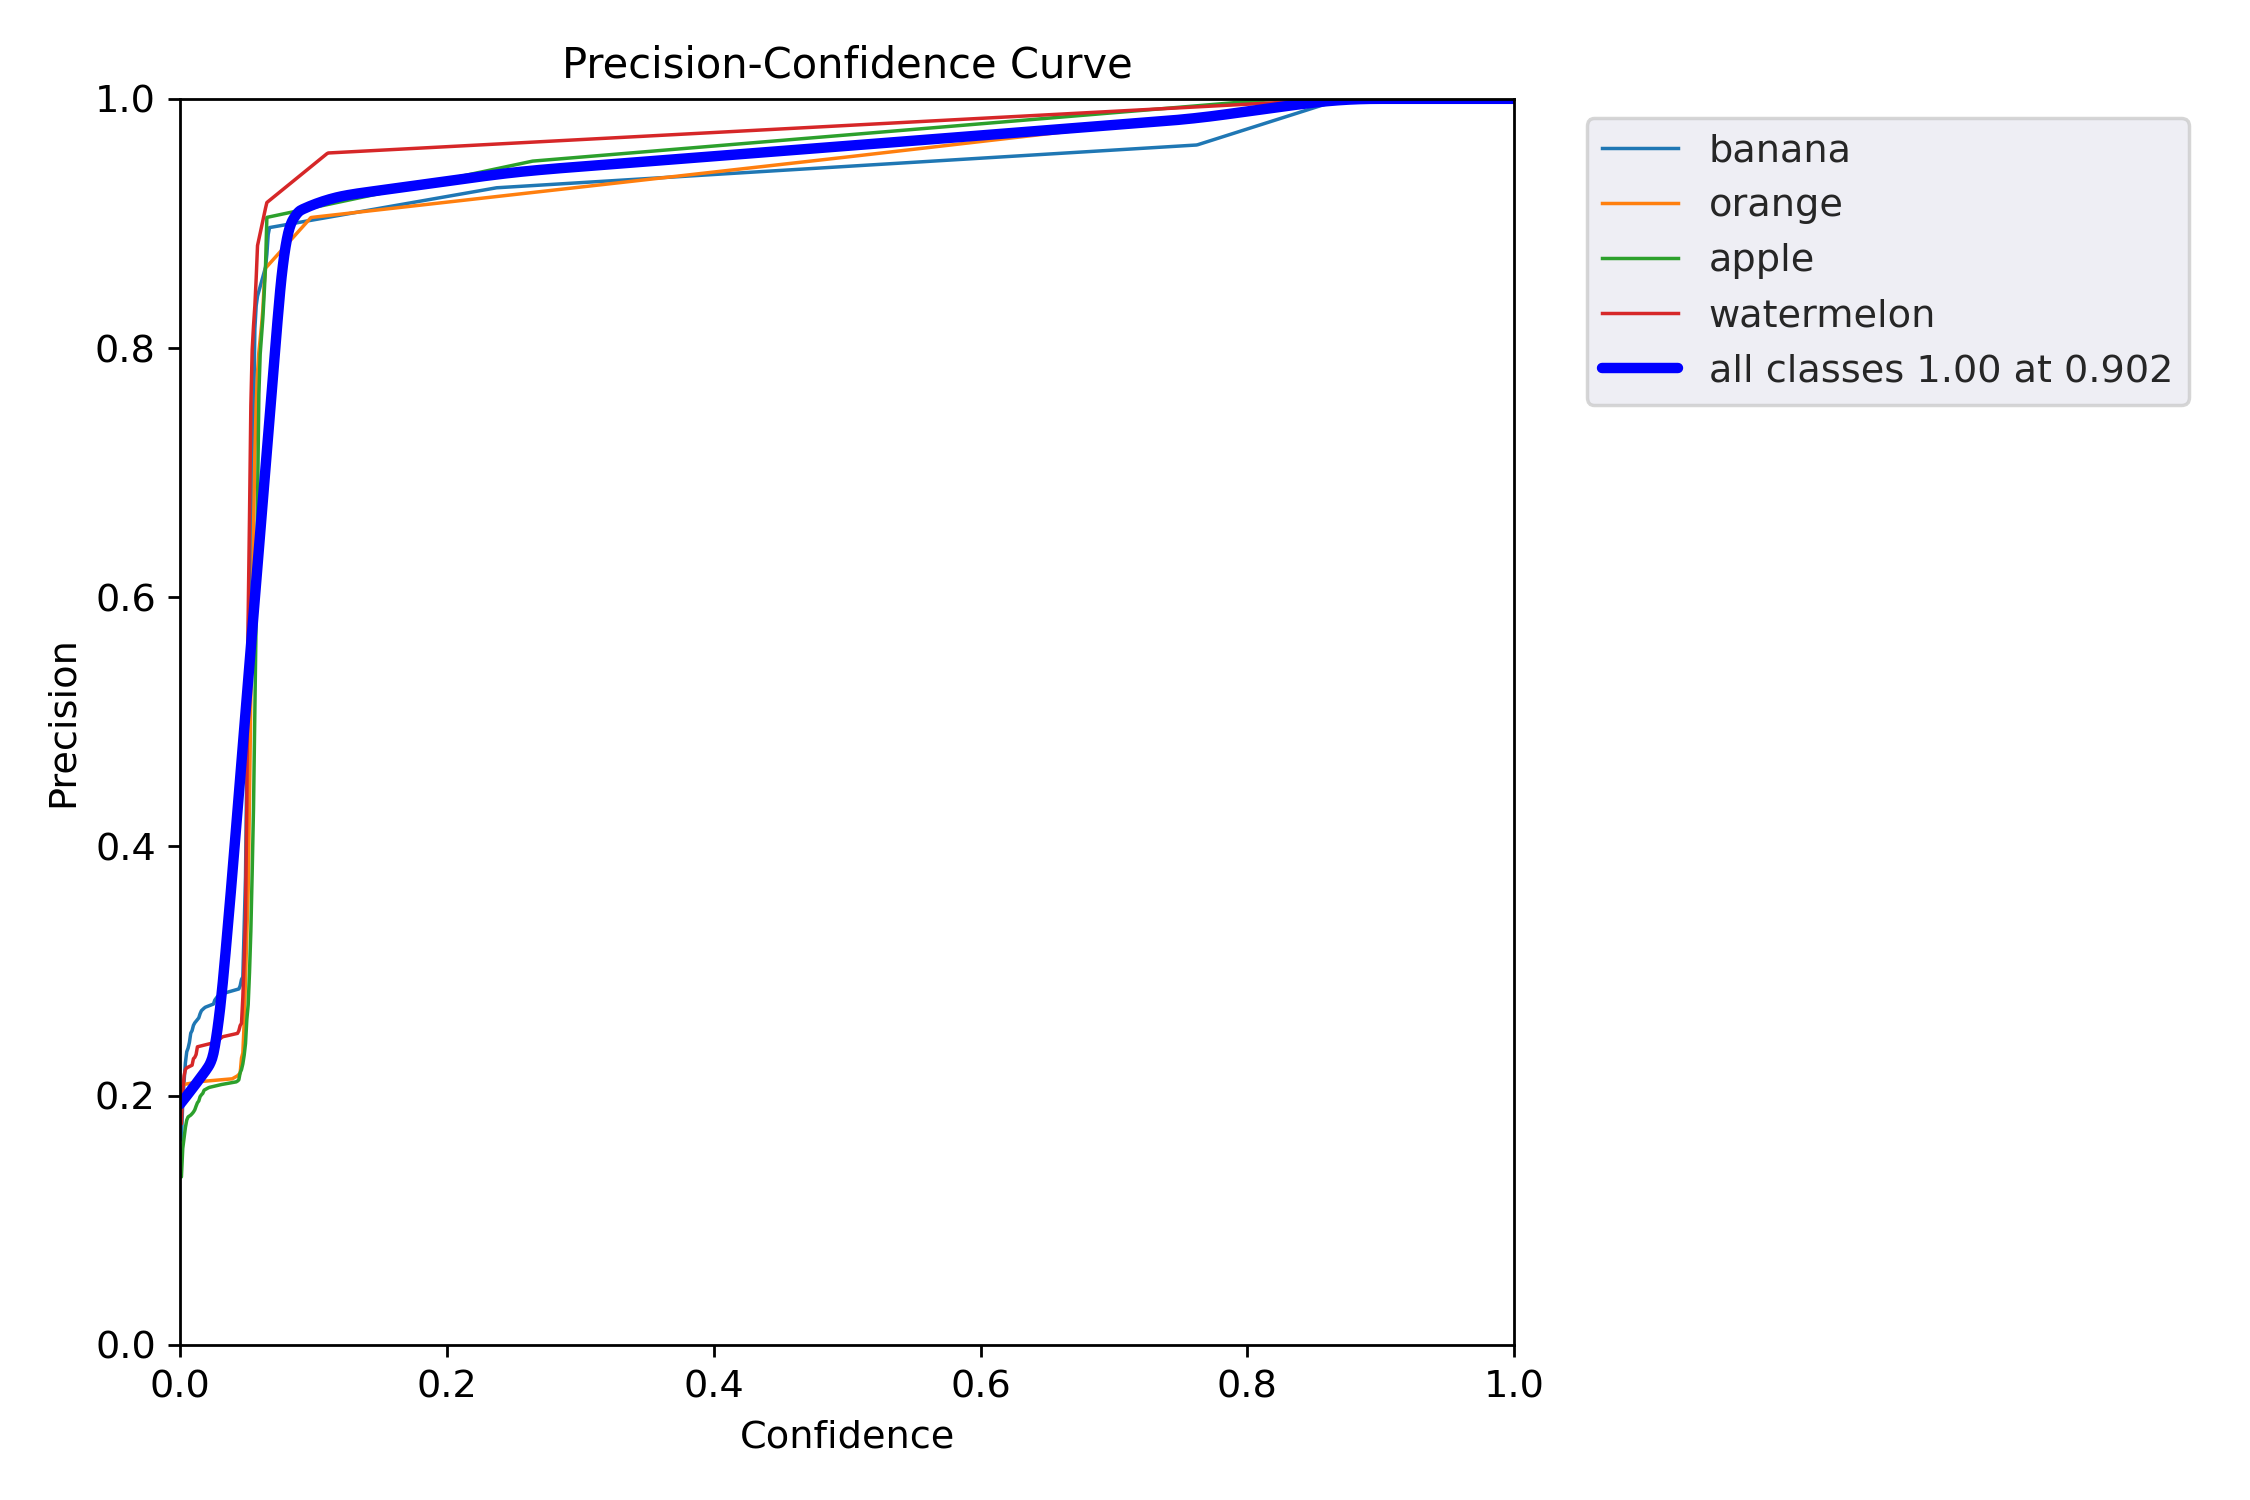 Precision-Confidence Curve
1.0
0.8
0.6
0.4
0.2
0.0
Precision
0.0 0.2 0.4 0.6 0.8 1.0
Confidence
banana
orange
apple
watermelon
all classes 1.00 at 0.902